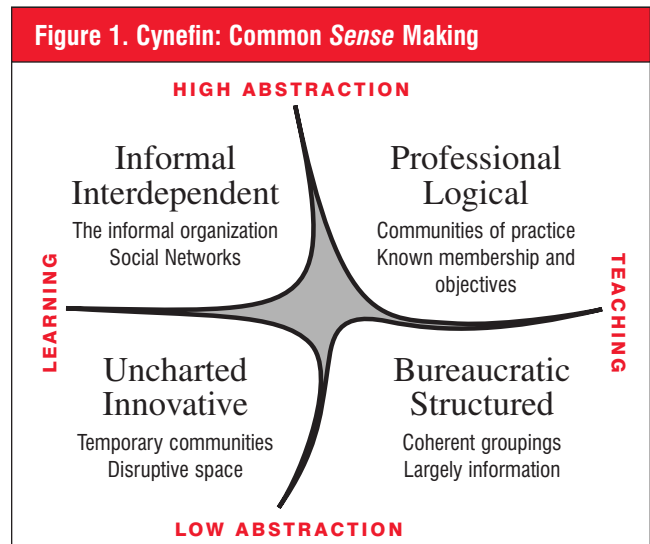 Figure 1. Cynefin: Common Sense Making
HIGH ABSTRACTION
Informal
Interdependent
The informal organization
Social Networks
Professional
Logical
Communities of practice
Known membership and
objectives
LEARNING
TEACHING
Uncharted
Innovative
Temporary communities
Disruptive space
Bureaucratic
Structured
Coherent groupings
Largely information
LOW ABSTRACTION